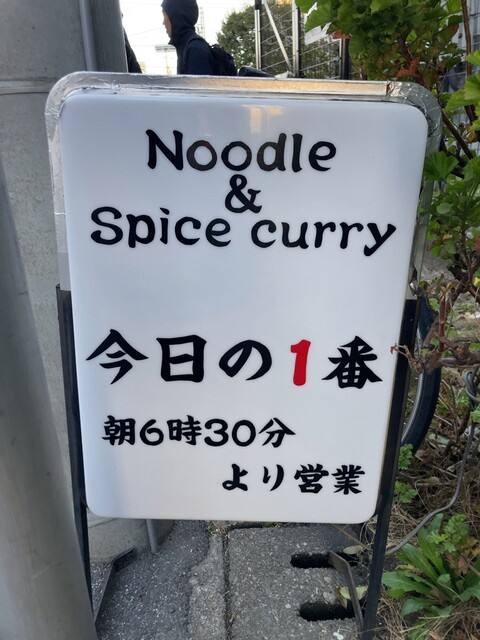 Noodle
&
Spice curry
今日の1番
朝6時30分
より営業